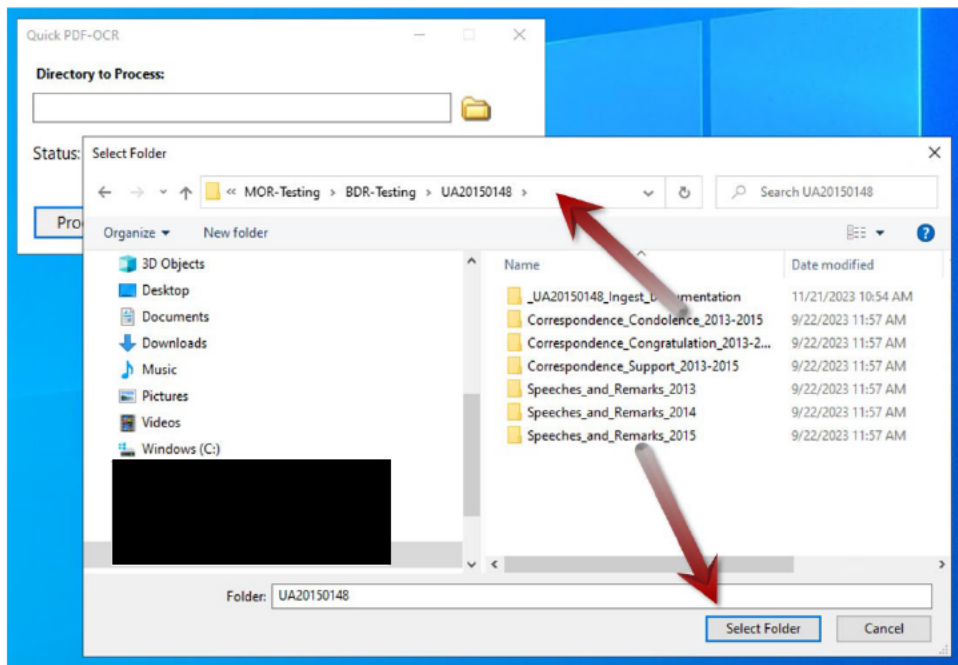 Quick PDF-OCR
Directory to Process:
Status:
Select Folder
« MOR-Testing > BDR-Testing > UA20150148 >
Search UA20150148
Organize
New folder
3D Objects
Desktop
Documents
Downloads
Music
Pictures
Videos
Windows (C:)
Name Date modified
_UA20150148_Ingest_Documentation 11/21/2023 10:54 AM
Correspondence_Condolence_2013-2015 9/22/2023 11:57 AM
Correspondence_Congratulation_2013-2... 9/22/2023 11:57 AM
Correspondence_Support_2013-2015 9/22/2023 11:57 AM
Speeches_and_Remarks_2013 9/22/2023 11:57 AM
Speeches_and_Remarks_2014 9/22/2023 11:57 AM
Speeches_and_Remarks_2015 9/22/2023 11:57 AM
Folder: UA20150148
Select Folder Cancel